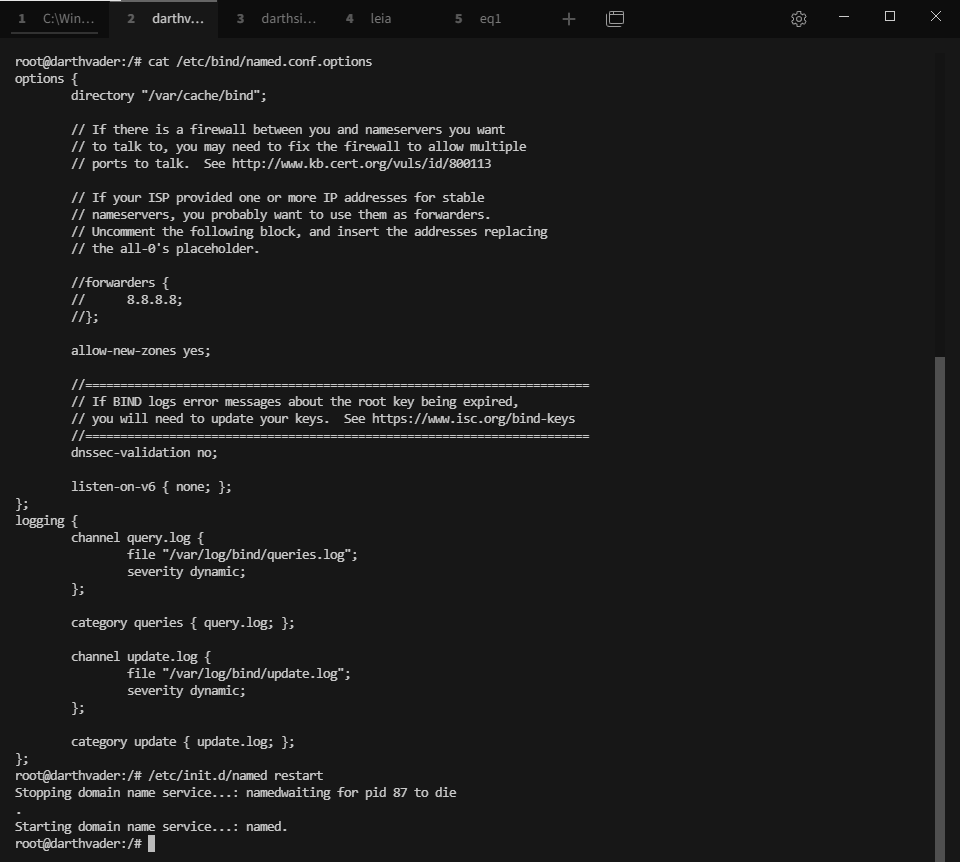 1 C:\Win... 2 darthv... 3 darthsi... 4 leia 5 eq1
root@darthvader:/# cat /etc/bind/named.conf.options
options {
        directory "/var/cache/bind";

        // If there is a firewall between you and nameservers you want
        // to talk to, you may need to fix the firewall to allow multiple
        // ports to talk.  See http://www.kb.cert.org/vuls/id/800113

        // If your ISP provided one or more IP addresses for stable
        // nameservers, you probably want to use them as forwarders.
        // Uncomment the following block, and insert the addresses replacing
        // the all-0's placeholder.

        //forwarders {
        //      8.8.8.8;
        //};

        allow-new-zones yes;

        //========================================================================
        // If BIND logs error messages about the root key being expired,
        // you will need to update your keys.  See https://www.isc.org/bind-keys
        //========================================================================
        dnssec-validation no;

        listen-on-v6 { none; };
};
logging {
        channel query.log {
                file "/var/log/bind/queries.log";
                severity dynamic;
        };

        category queries { query.log; };

        channel update.log {
                file "/var/log/bind/update.log";
                severity dynamic;
        };

        category update { update.log; };
};
root@darthvader:/# /etc/init.d/named restart
Stopping domain name service...: namedwaiting for pid 87 to die
.
Starting domain name service...: named.
root@darthvader:/#